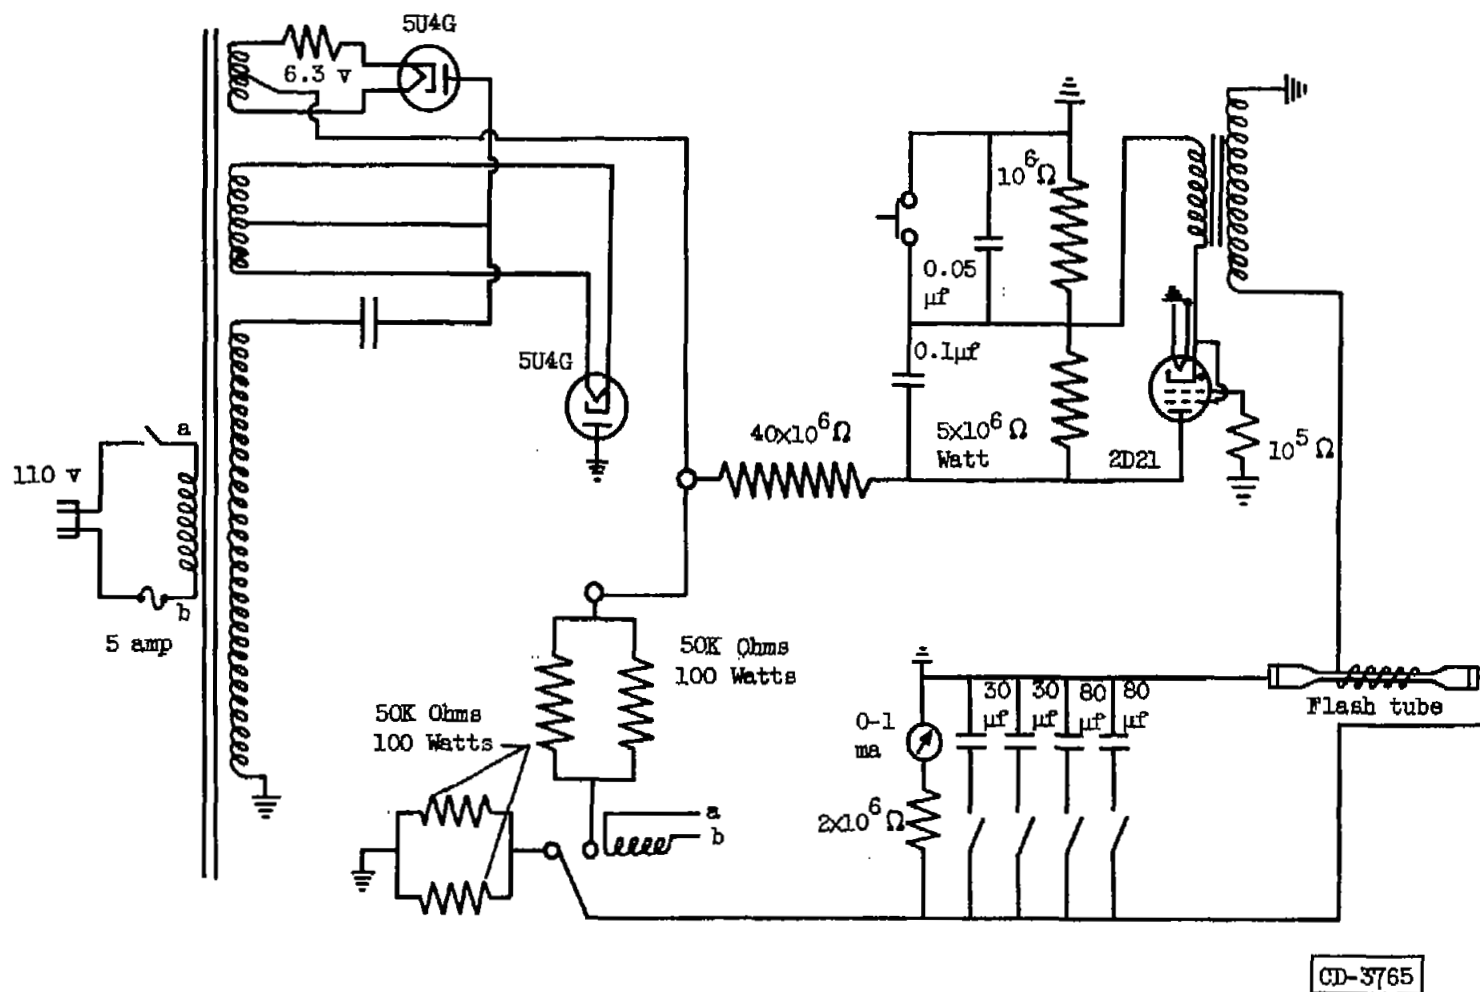 5U4G
6.3 v
10⁶Ω
0.05
μf
0.1μf
5U4G
a
110 v
b
5 amp
40x10⁶Ω
5x10⁶Ω
Watt
2D21
10⁵Ω
50K Ohms
100 Watts
50K Ohms
100 Watts
a
b
0-1
ma
2x10⁶Ω
30
μf
30
μf
80
μf
80
μf
Flash tube
CD-3765